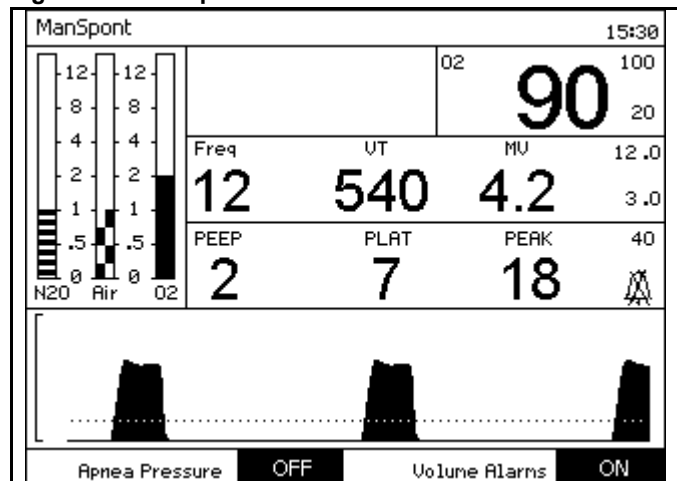 ManSpont 15:30
12 12
8 8
4 4
2 2
1 1
.5 .5
0 0
N2O Air O2
O2 90 100
20
Freq VT MV 12.0
12 540 4.2 3.0
PEEP PLAT PEAK 40
2 7 18
Apnea Pressure OFF Volume Alarms ON